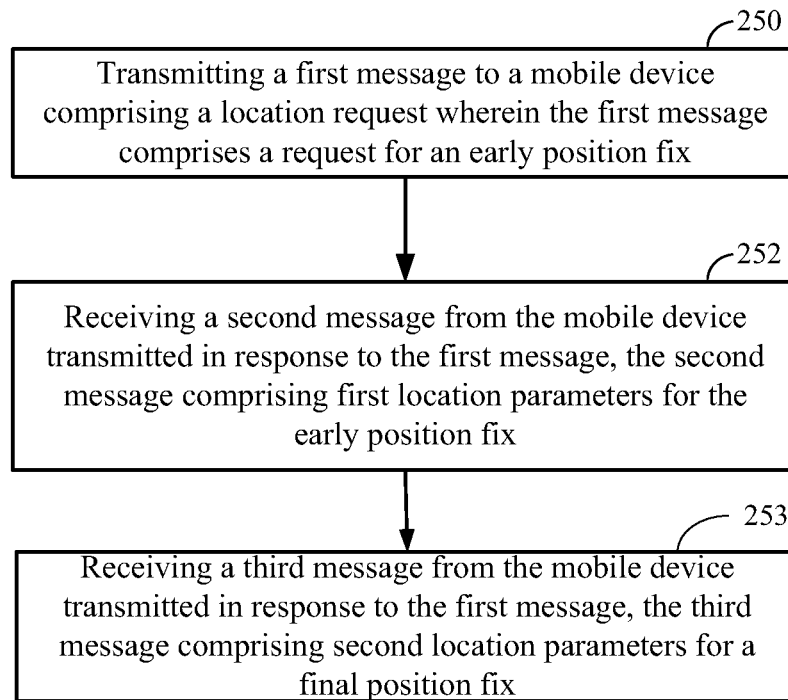 250
Transmitting a first message to a mobile device
comprising a location request wherein the first message
comprises a request for an early position fix
252
Receiving a second message from the mobile device
transmitted in response to the first message, the second
message comprising first location parameters for the
early position fix
253
Receiving a third message from the mobile device
transmitted in response to the first message, the third
message comprising second location parameters for a
final position fix